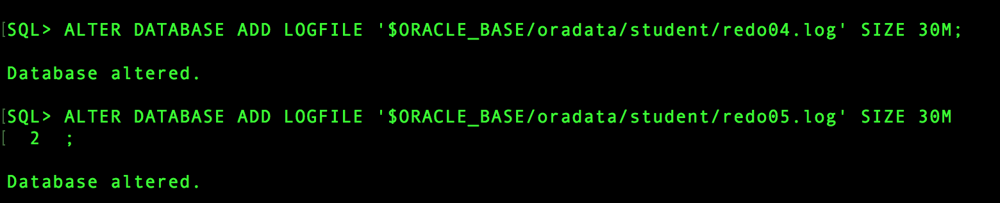 [SQL> ALTER DATABASE ADD LOGFILE '$ORACLE_BASE/oradata/student/redo04.log' SIZE 30M;
Database altered.
[SQL> ALTER DATABASE ADD LOGFILE '$ORACLE_BASE/oradata/student/redo05.log' SIZE 30M
[  2  ;
Database altered.